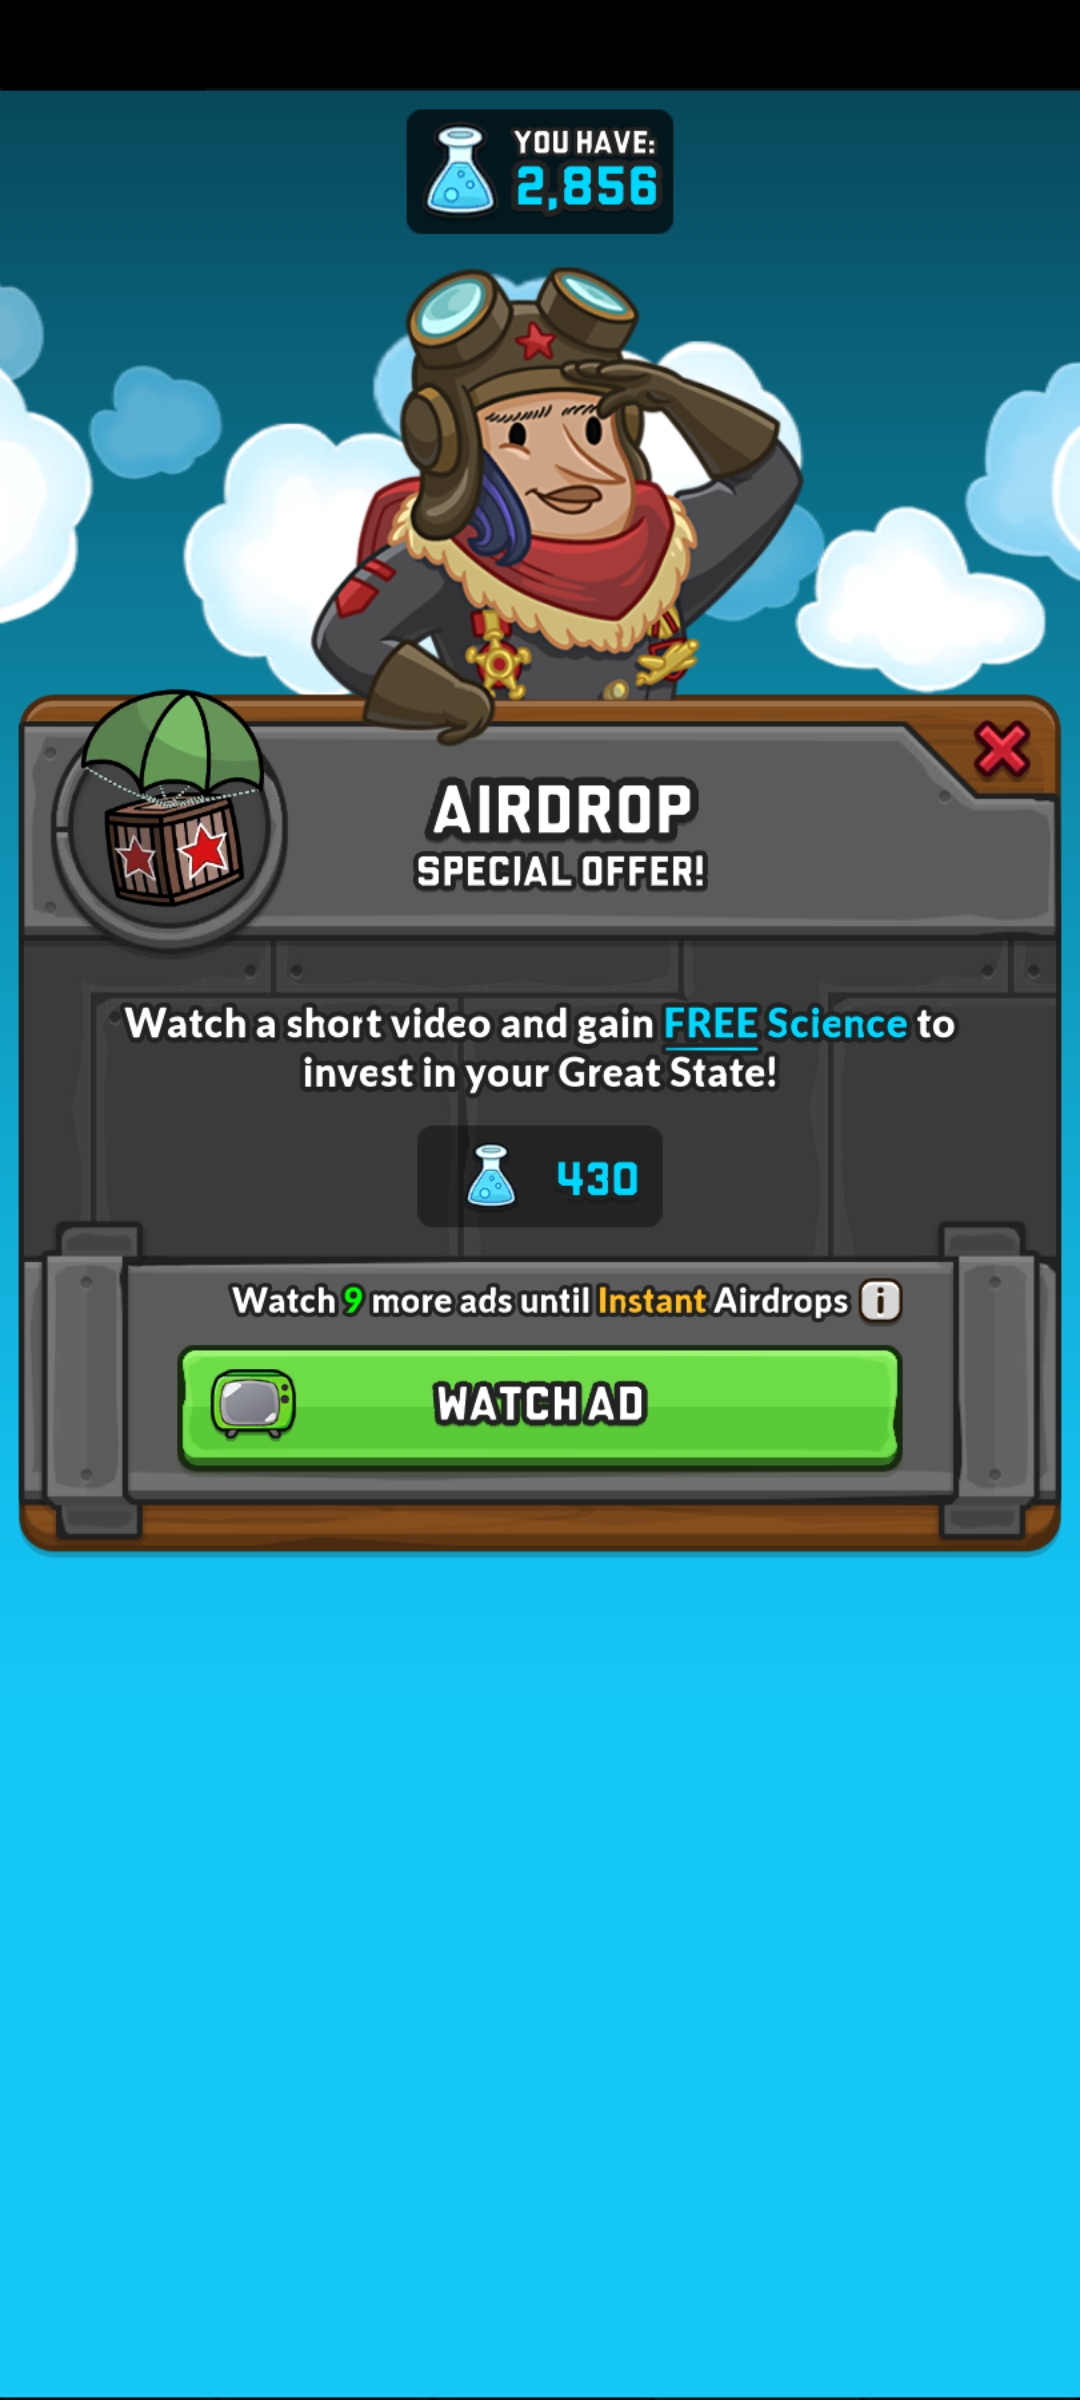 YOU HAVE:
2,856
AIRDROP
SPECIAL OFFER!
Watch a short video and gain FREE Science to
invest in your Great State!
430
Watch 9 more ads until Instant Airdrops i
WATCH AD